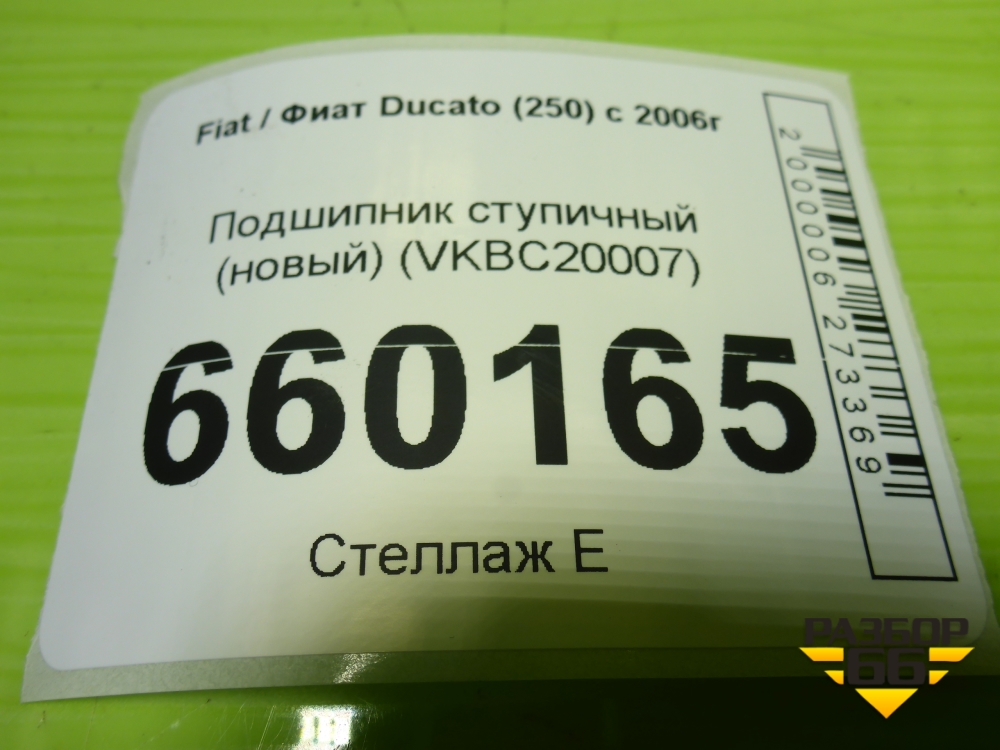 Fiat / Фиат Ducato (250) с 2006г
Подшипник ступичный
(новый) (VKBC20007)
660165
Стеллаж Е
2000006273369
РАЗБОР
66